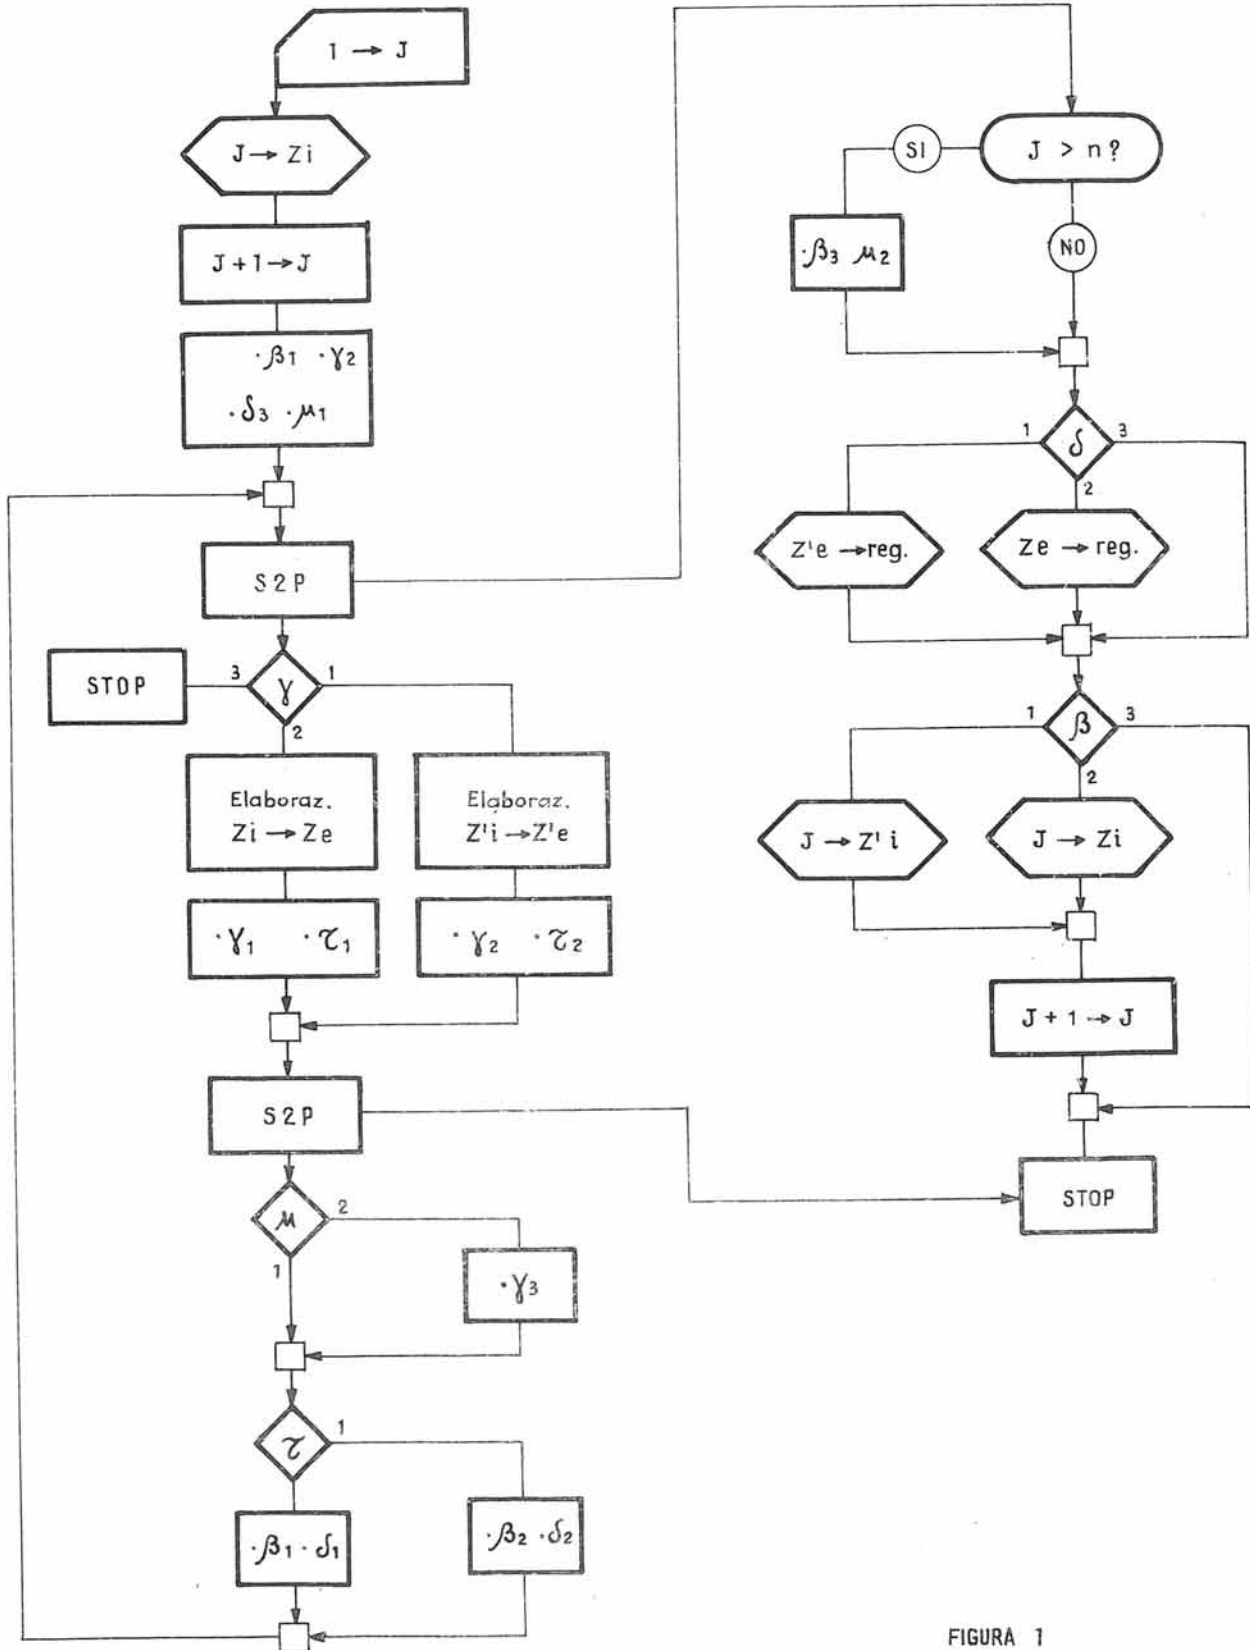 1 → J
J → Zi
J + 1 → J
·β1 ·γ2
·δ3 ·μ1
S2P
3 γ 1
2
STOP
Elaboraz.
Zi → Ze
Elaboraz.
Z'i → Z'e
·γ1 ·τ1
·γ2 ·τ2
S2P
μ 2
1
·γ3
τ 1
·β1 ·δ1
·β2 ·δ2
J > n?
SI
NO
·β3 μ2
1 δ 3
2
Z'e → reg.
Ze → reg.
1 β 3
2
J → Z'i
J → Zi
J + 1 → J
STOP
FIGURA 1